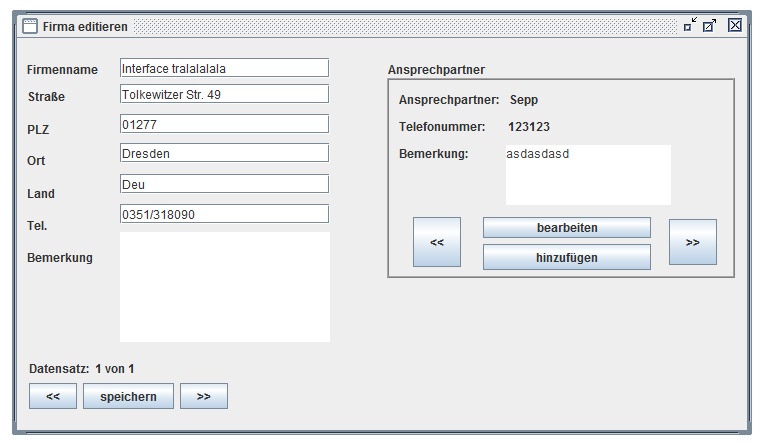 Firma editieren
Firmenname Interface tralalalala
Straße Tolkewitzer Str. 49
PLZ 01277
Ort Dresden
Land Deu
Tel. 0351/318090
Bemerkung
Datensatz: 1 von 1
<< speichern >>
Ansprechpartner
Ansprechpartner: Sepp
Telefonummer: 123123
Bemerkung: asdasdasd
<< bearbeiten >>
hinzufügen